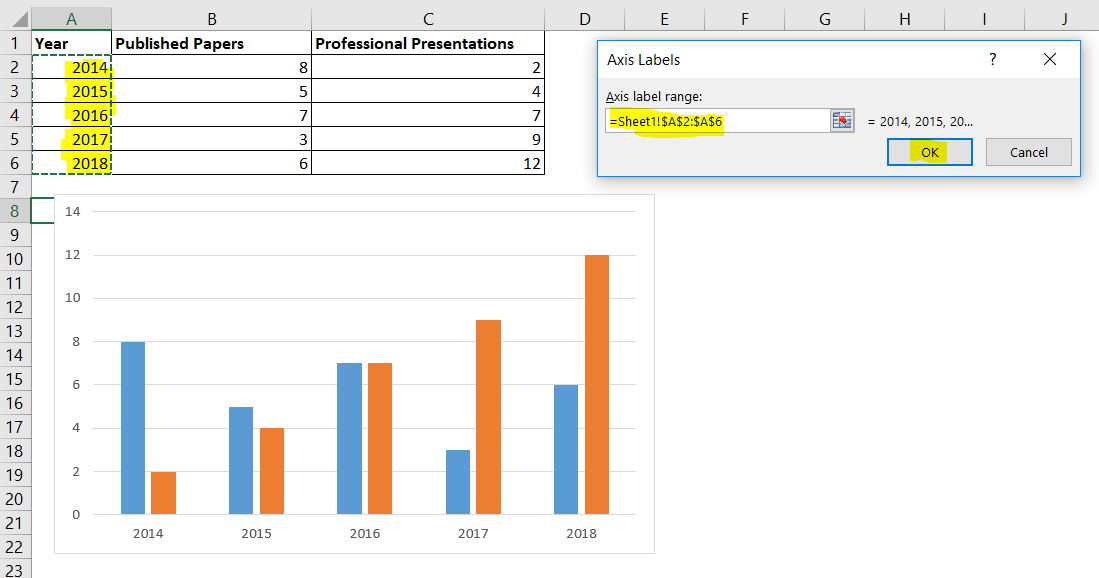 A B C D E F G H I J
1 Year Published Papers Professional Presentations
2 2014 8 2
3 2015 5 4
4 2016 7 7
5 2017 3 9
6 2018 6 12
7
8
9
10
11
12
13
14
15
16
17
18
19
20
21
22
23
Axis Labels ?
Axis label range:
=Sheet1!$A$2:$A$6 = 2014, 2015, 20...
OK Cancel
14
12
10
8
6
4
2
0
2014 2015 2016 2017 2018